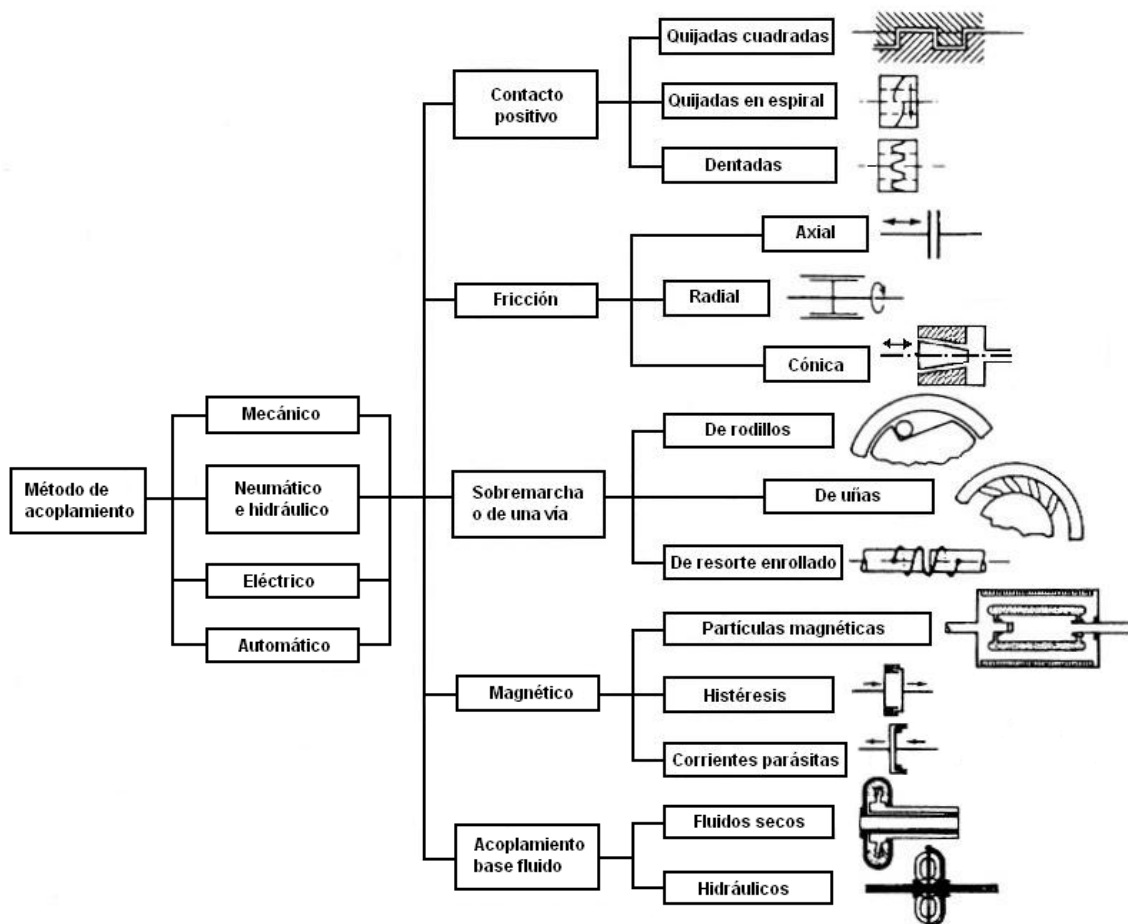 Método de
acoplamiento
Mecánico
Neumático
e hidráulico
Eléctrico
Automático
Contacto
positivo
Quijadas cuadradas
Quijadas en espiral
Dentadas
Fricción
Axial
Radial
Cónica
Sobremarcha
o de una vía
De rodillos
De uñas
De resorte enrollado
Magnético
Partículas magnéticas
Histéresis
Corrientes parásitas
Acoplamiento
base fluido
Fluidos secos
Hidráulicos